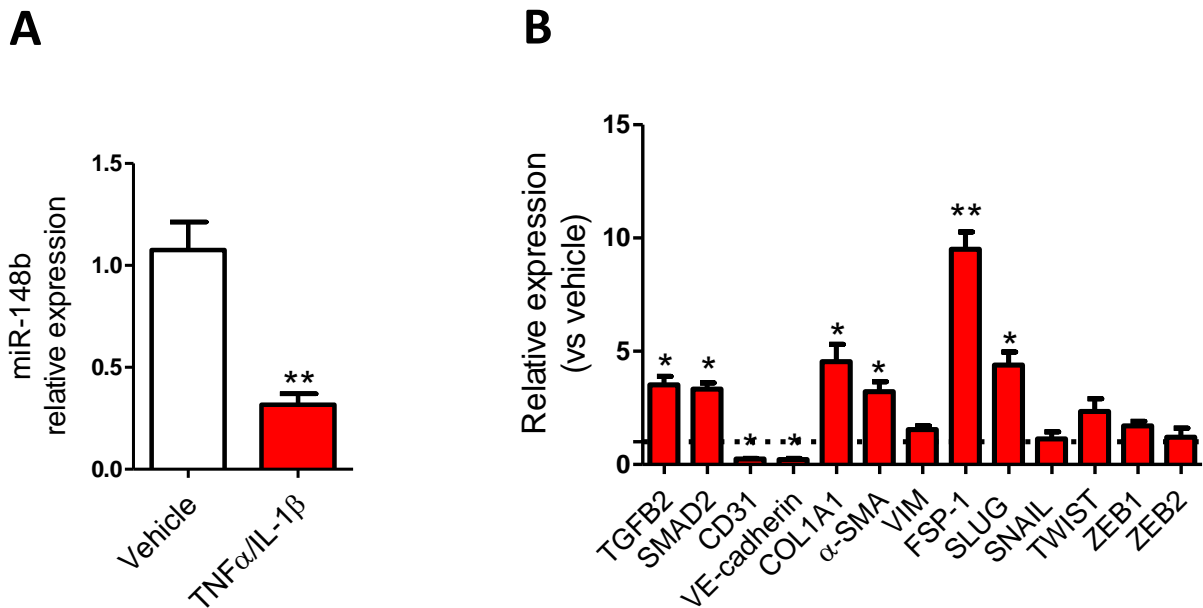 A
B
miR-148b
relative expression
1.5
1.0
0.5
0.0
**
Vehicle
TNFα/IL-1β
Relative expression
(vs vehicle)
15
10
5
0
*
*
*
*
*
*
**
*
TGFB2
SMAD2
CD31
VE-cadherin
COL1A1
α-SMA
VIM
FSP-1
SLUG
SNAIL
TWIST
ZEB1
ZEB2